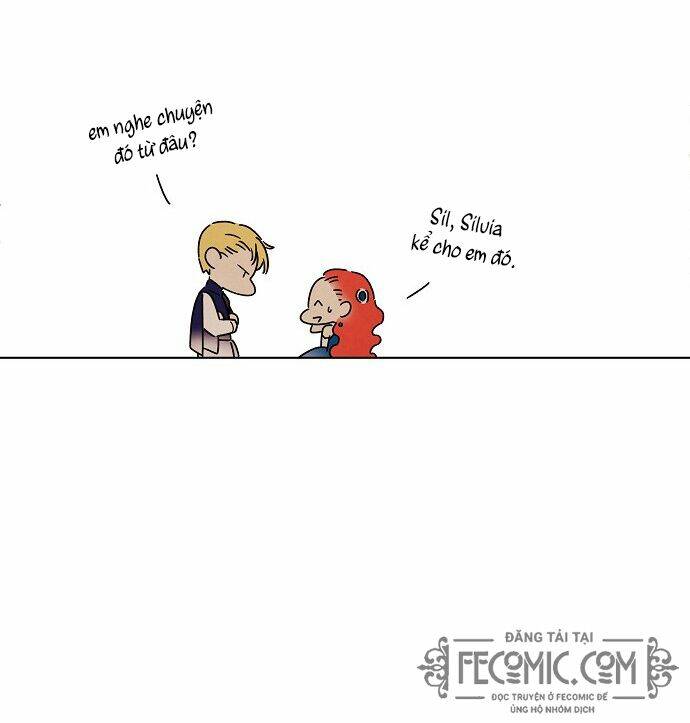 em nghe chuyện
đó từ đâu?
Sil, Silvia
kể cho em đó.
ĐĂNG TẢI TẠI
FECOMIC.COM
ĐỌC TRUYỆN Ở FECOMIC ĐỂ
ỦNG HỘ NHÓM DỊCH